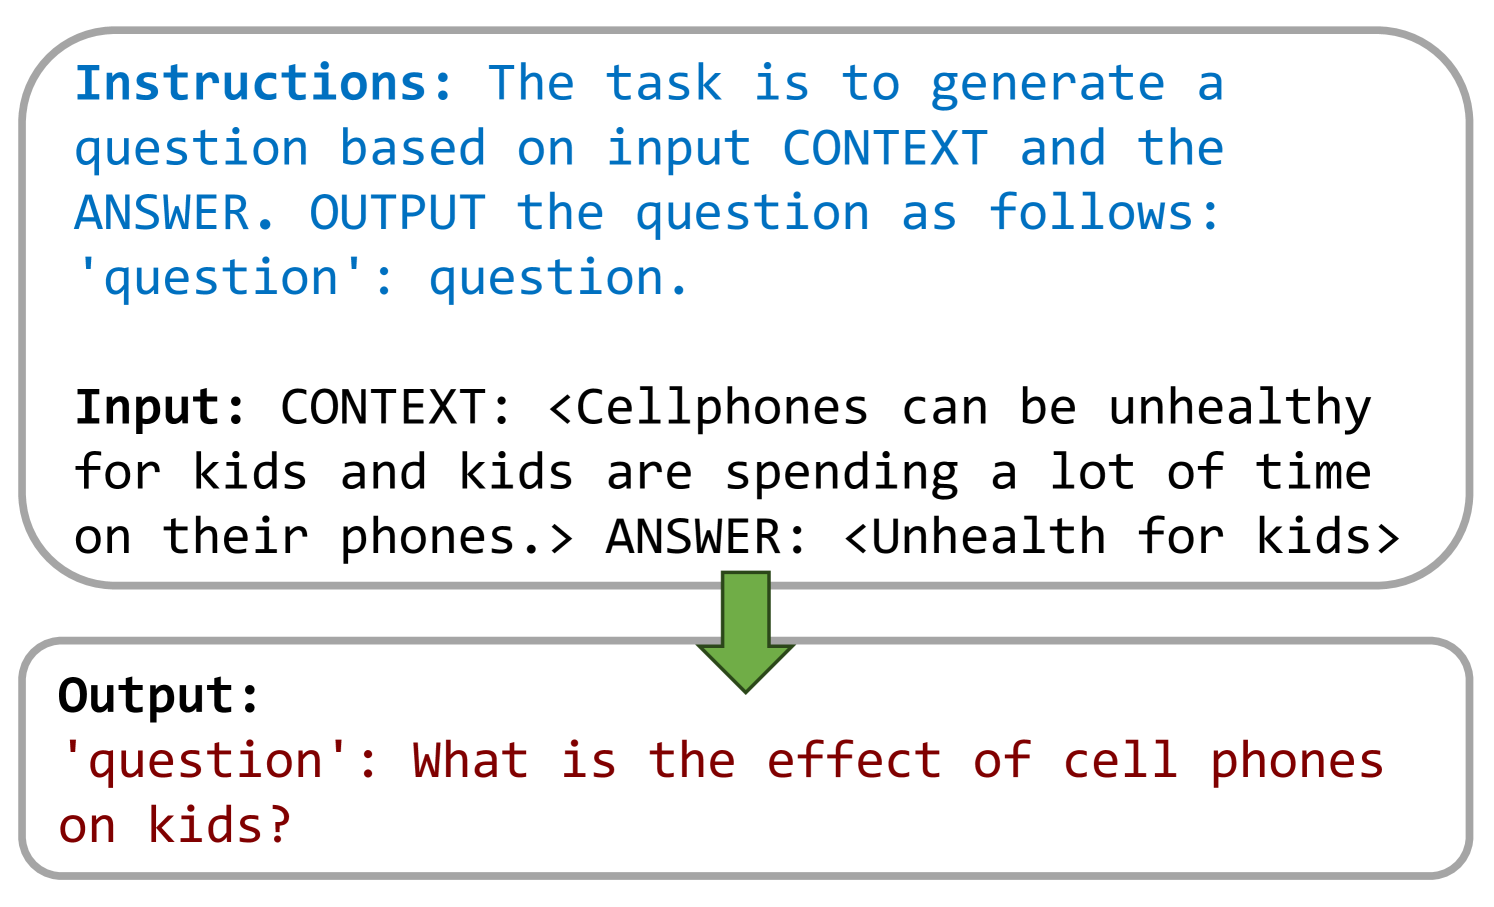 Instructions: The task is to generate a
question based on input CONTEXT and the
ANSWER. OUTPUT the question as follows:
'question': question.
Input: CONTEXT: <Cellphones can be unhealthy
for kids and kids are spending a lot of time
on their phones.> ANSWER: <Unhealth for kids>
Output:
'question': What is the effect of cell phones
on kids?